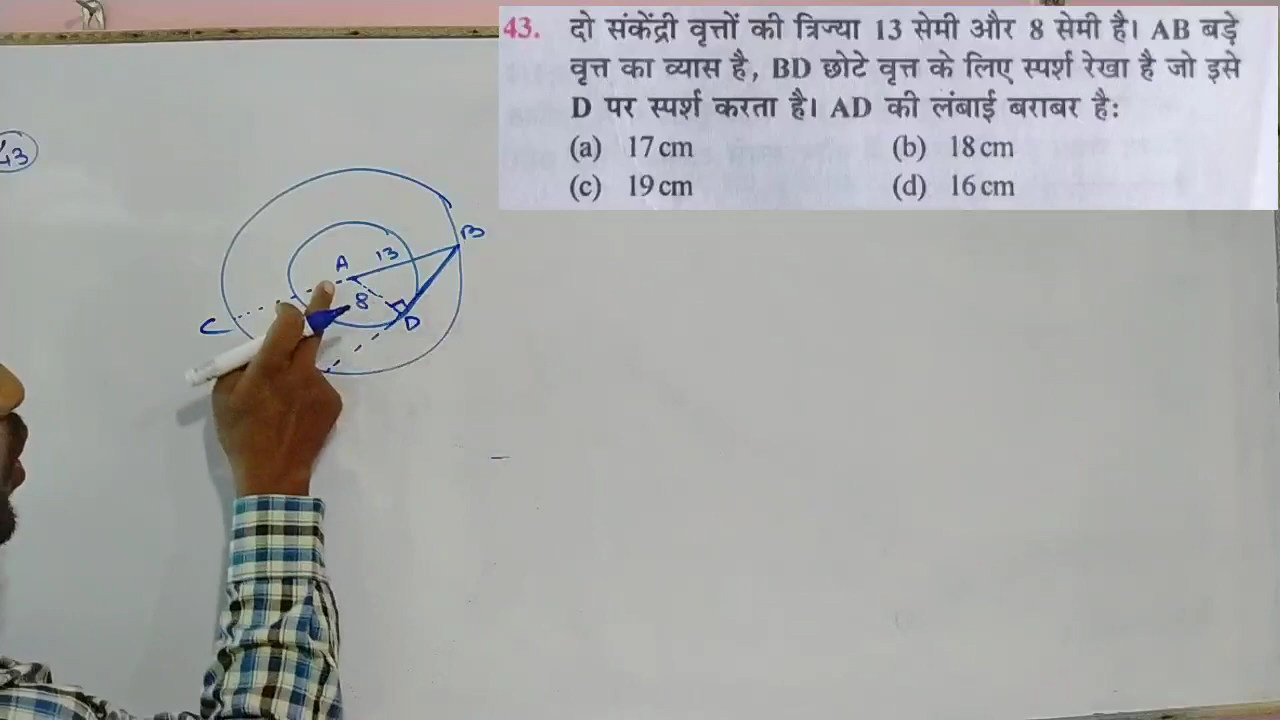 43. दो संकेंद्री वृत्तों की त्रिज्या 13 सेमी और 8 सेमी है। AB बड़े
वृत्त का व्यास है, BD छोटे वृत्त के लिए स्पर्श रेखा है जो इसे
D पर स्पर्श करता है। AD की लंबाई बराबर है:
(a) 17 cm (b) 18 cm
(c) 19 cm (d) 16 cm
43
B
A 13
8
C D